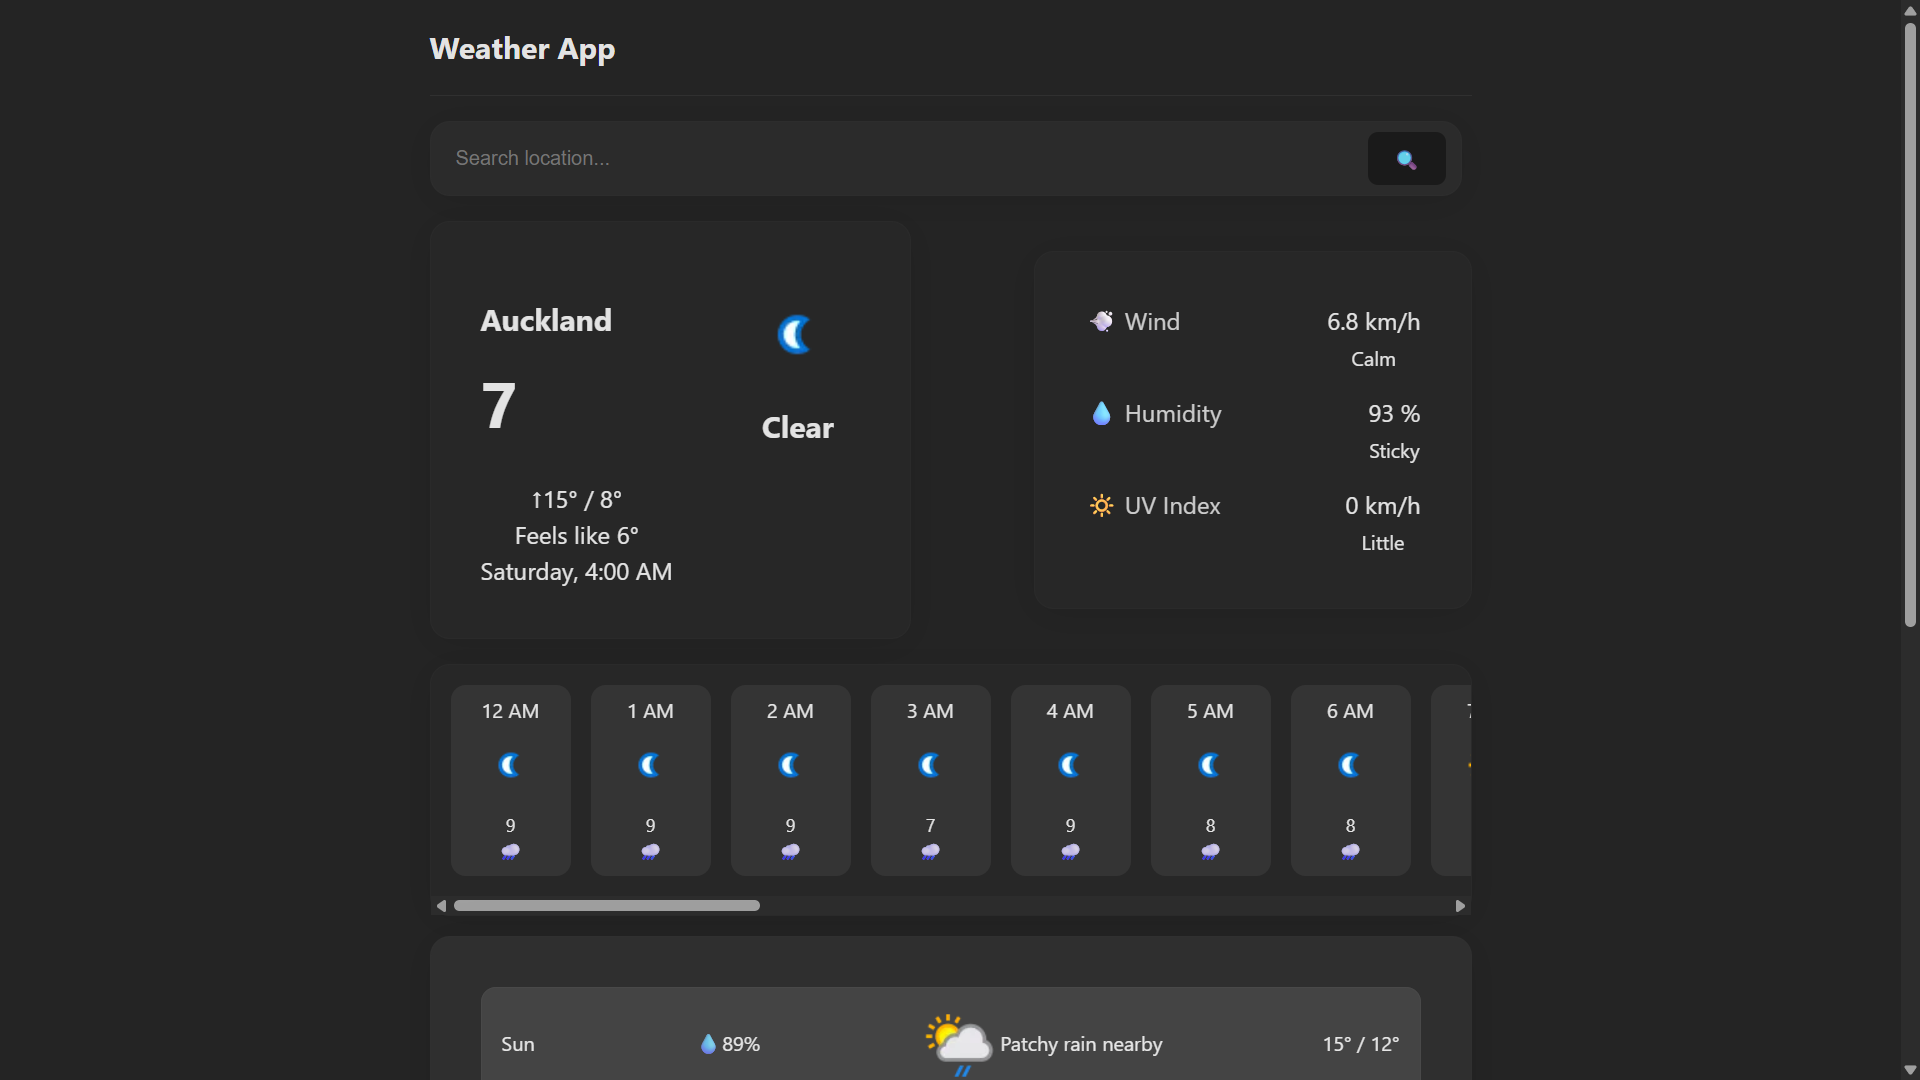 Weather App
Search location...
Auckland
7
Clear
↑15° / 8°
Feels like 6°
Saturday, 4:00 AM
Wind 6.8 km/h
Calm
Humidity 93 %
Sticky
UV Index 0 km/h
Little
12 AM 1 AM 2 AM 3 AM 4 AM 5 AM 6 AM
9 9 9 7 9 8 8
Sun 89% Patchy rain nearby 15° / 12°